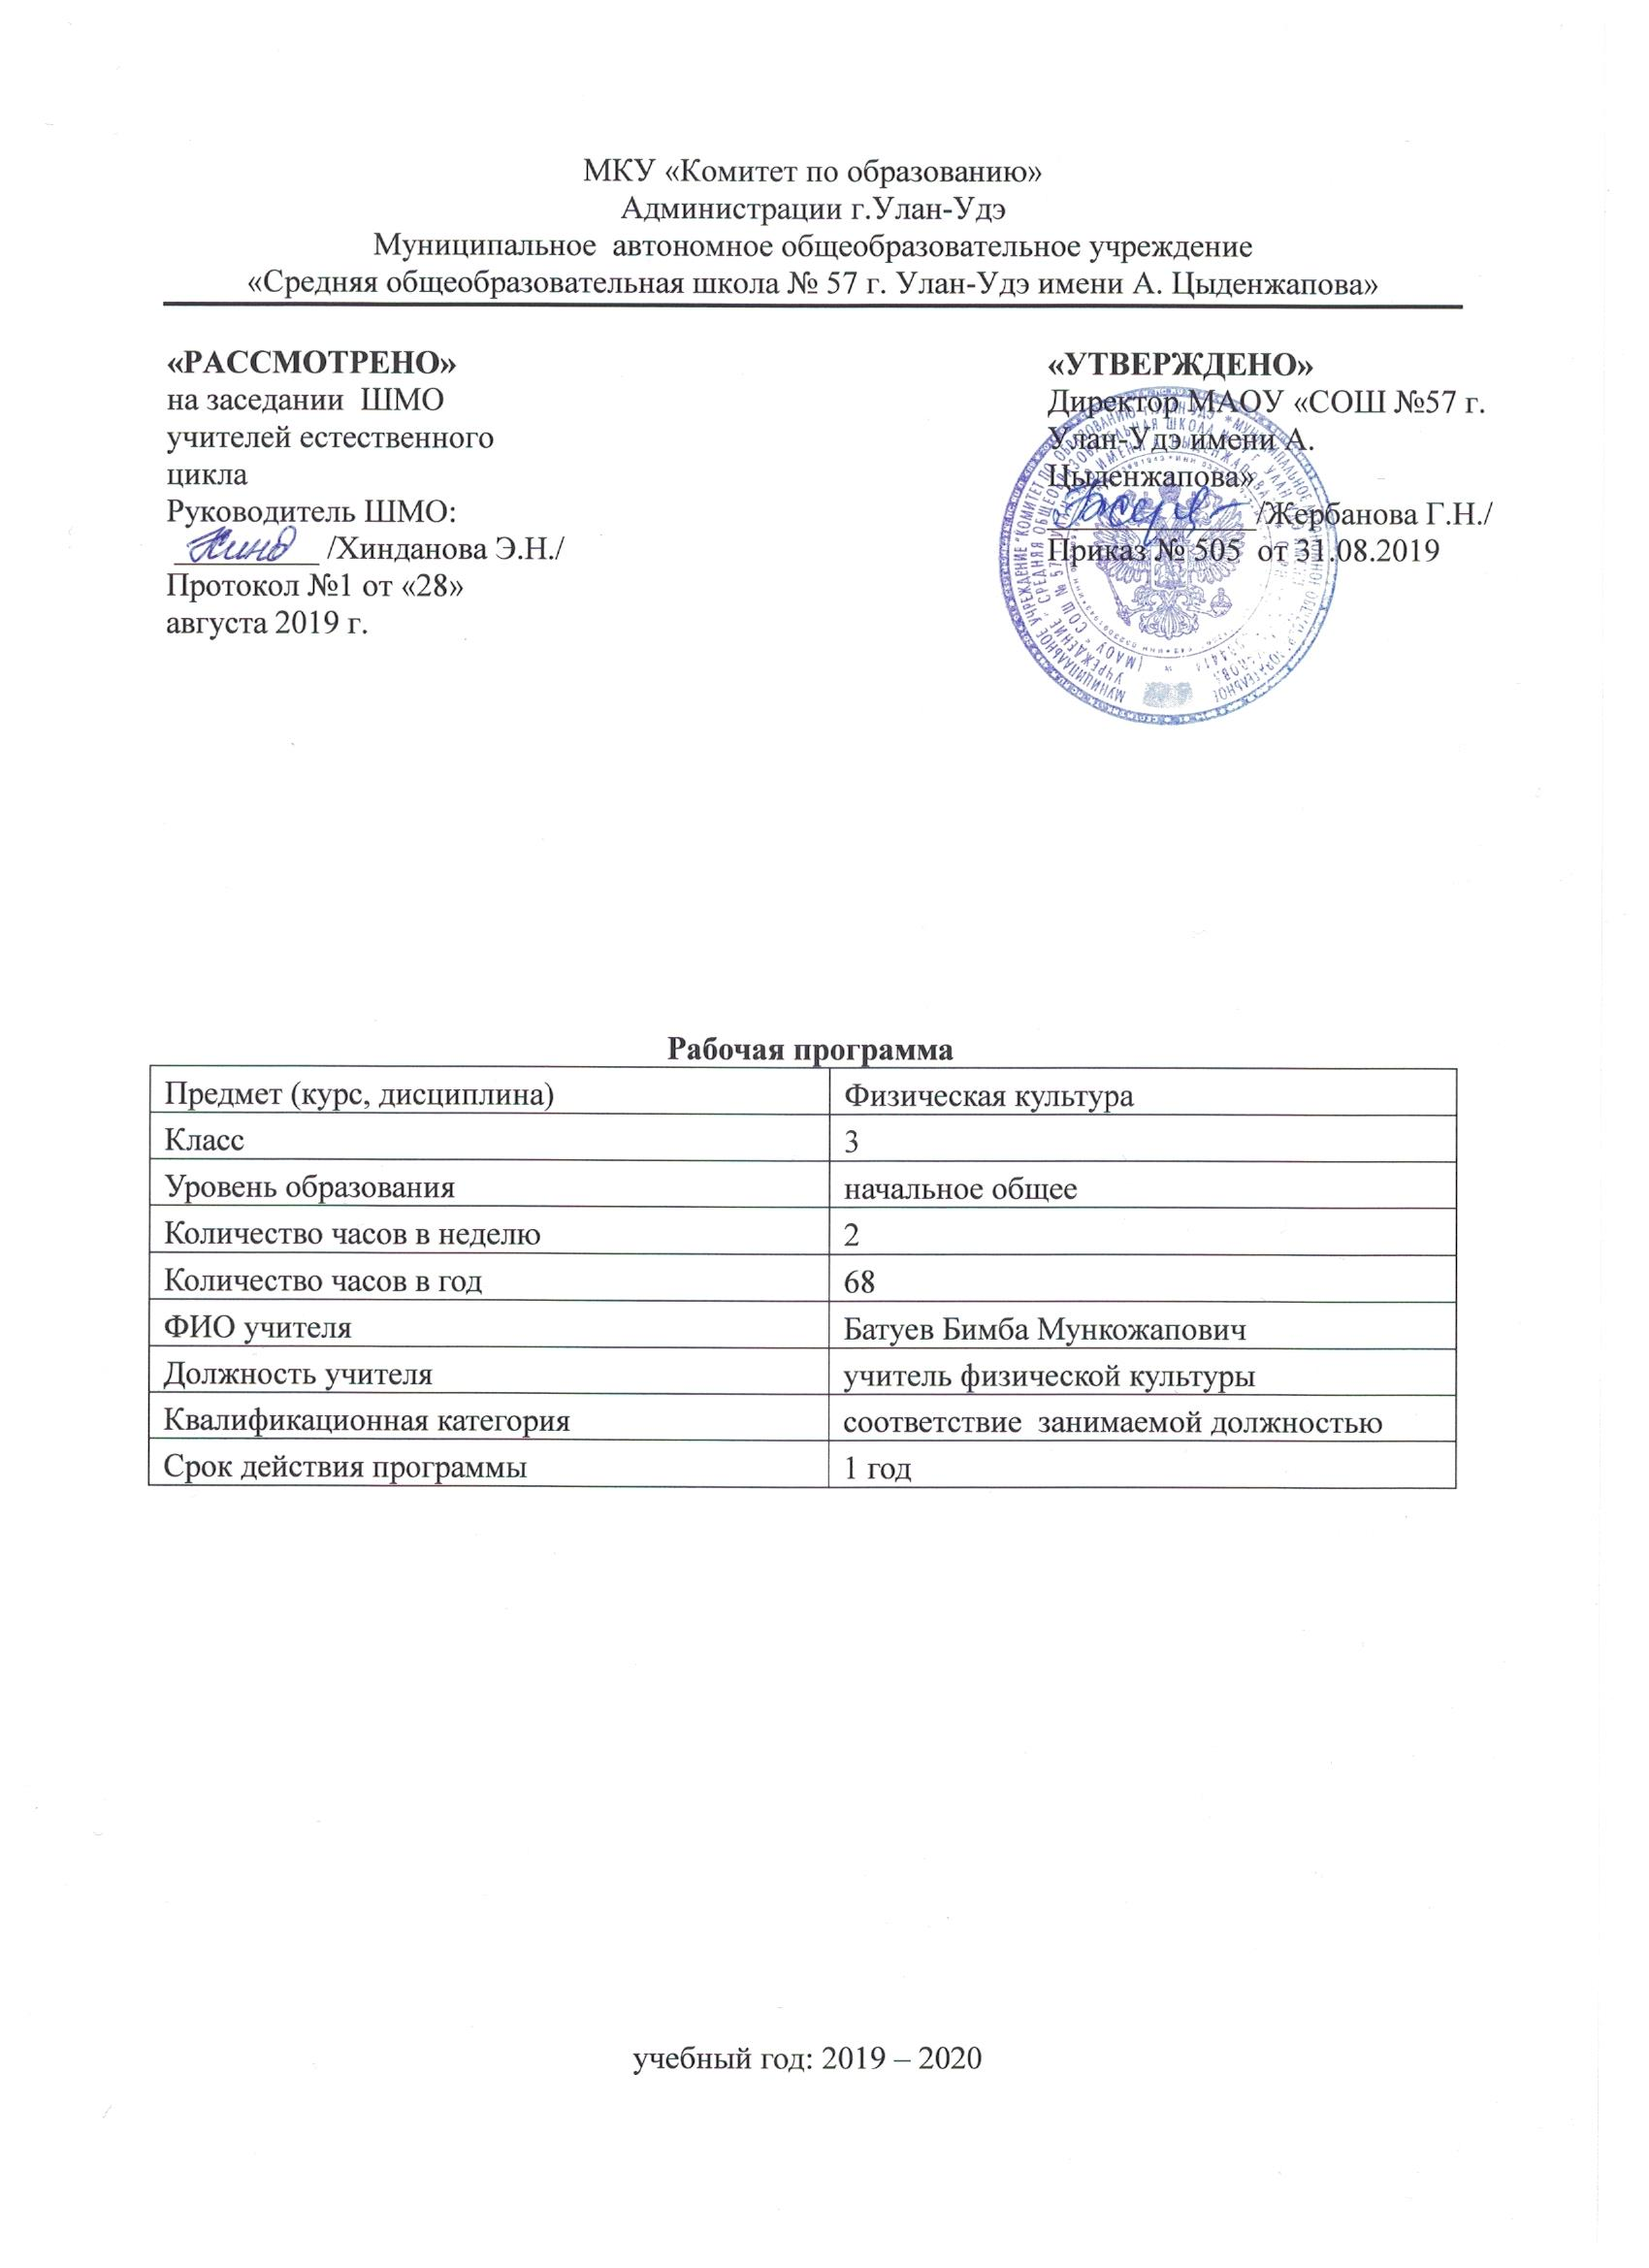 МКУ «Комитет по образованию»
Администрации г.Улан-Удэ
Муниципальное  автономное общеобразовательное учреждение
«Средняя общеобразовательная школа № 57 г. Улан-Удэ имени А. Цыденжапова»
«РАССМОТРЕНО»
на заседании  ШМО
учителей естественного
цикла
Руководитель ШМО:
_________ /Хинданова Э.Н./
Протокол №1 от «28»
августа 2019 г.
«УТВЕРЖДЕНО»
Директор МАОУ «СОШ №57 г.
Улан-Удэ имени А.
Цыденжапова»
_____________/Жербанова Г.Н./
Приказ № 505  от 31.08.2019
Рабочая программа
Предмет (курс, дисциплина) Физическая культура
Класс 3
Уровень образования начальное общее
Количество часов в неделю 2
Количество часов в год 68
ФИО учителя Батуев Бимба Мункожапович
Должность учителя учитель физической культуры
Квалификационная категория соответствие  занимаемой должностью
Срок действия программы 1 год
учебный год: 2019 – 2020